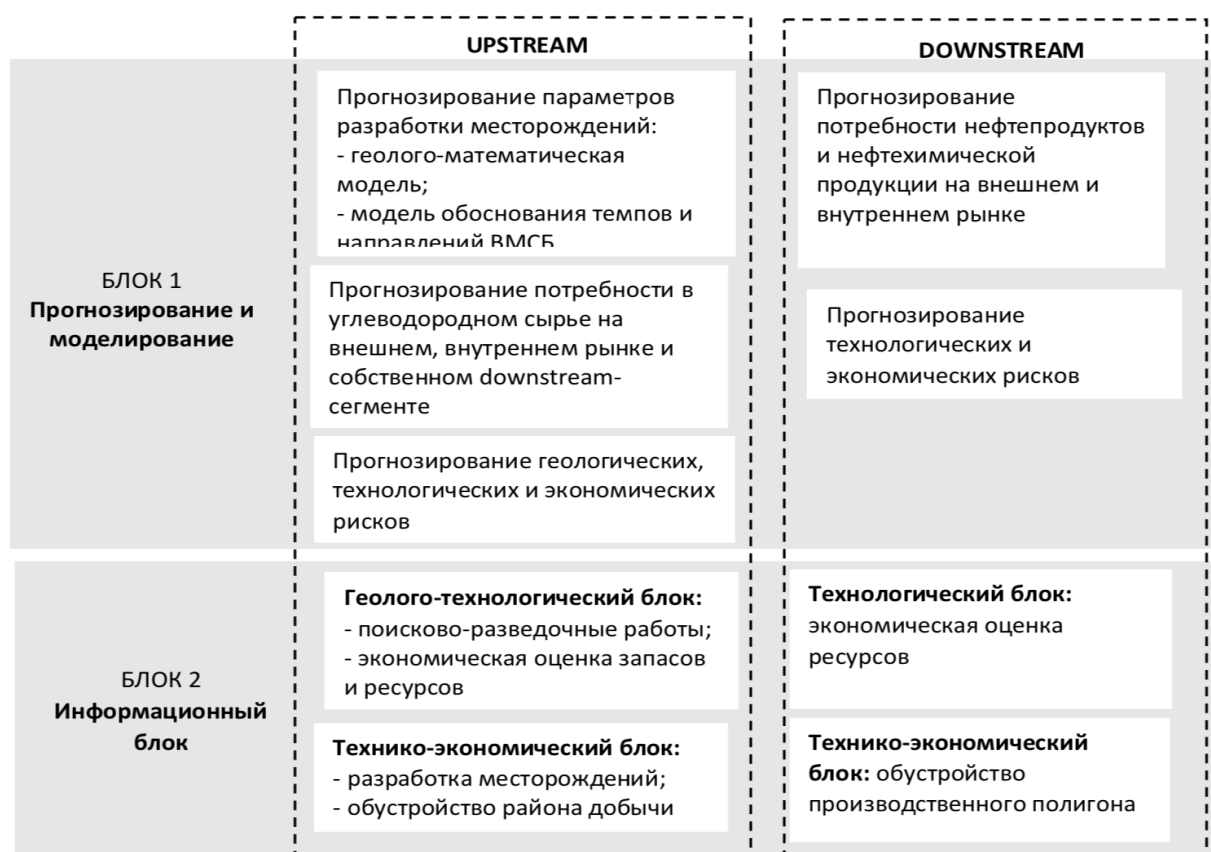 UPSTREAM
DOWNSTREAM
БЛОК 1
Прогнозирование и
моделирование
Прогнозирование параметров
разработки месторождений:
- геолого-математическая
модель;
- модель обоснования темпов и
направлений ВМСБ
Прогнозирование потребности в
углеводородном сырье на
внешнем, внутреннем рынке и
собственном downstream-
сегменте
Прогнозирование геологических,
технологических и экономических
рисков
Прогнозирование
потребности нефтепродуктов
и нефтехимической
продукции на внешнем и
внутреннем рынке
Прогнозирование
технологических и
экономических рисков
БЛОК 2
Информационный
блок
Геолого-технологический блок:
- поисково-разведочные работы;
- экономическая оценка запасов
и ресурсов
Технико-экономический блок:
- разработка месторождений;
- обустройство района добычи
Технологический блок:
экономическая оценка
ресурсов
Технико-экономический
блок: обустройство
производственного полигона